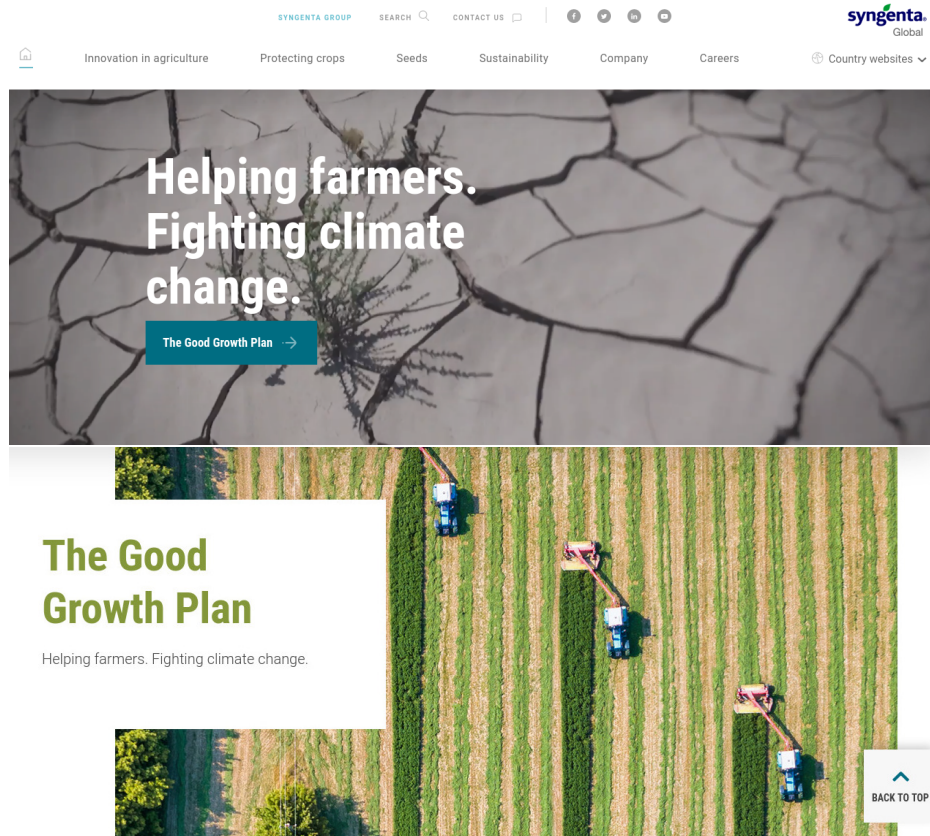 SYNGENTA GROUP SEARCH CONTACT US
syngenta®
Global
Innovation in agriculture Protecting crops Seeds Sustainability Company Careers Country websites
Helping farmers.
Fighting climate
change.
The Good Growth Plan
The Good
Growth Plan
Helping farmers. Fighting climate change.
BACK TO TOP